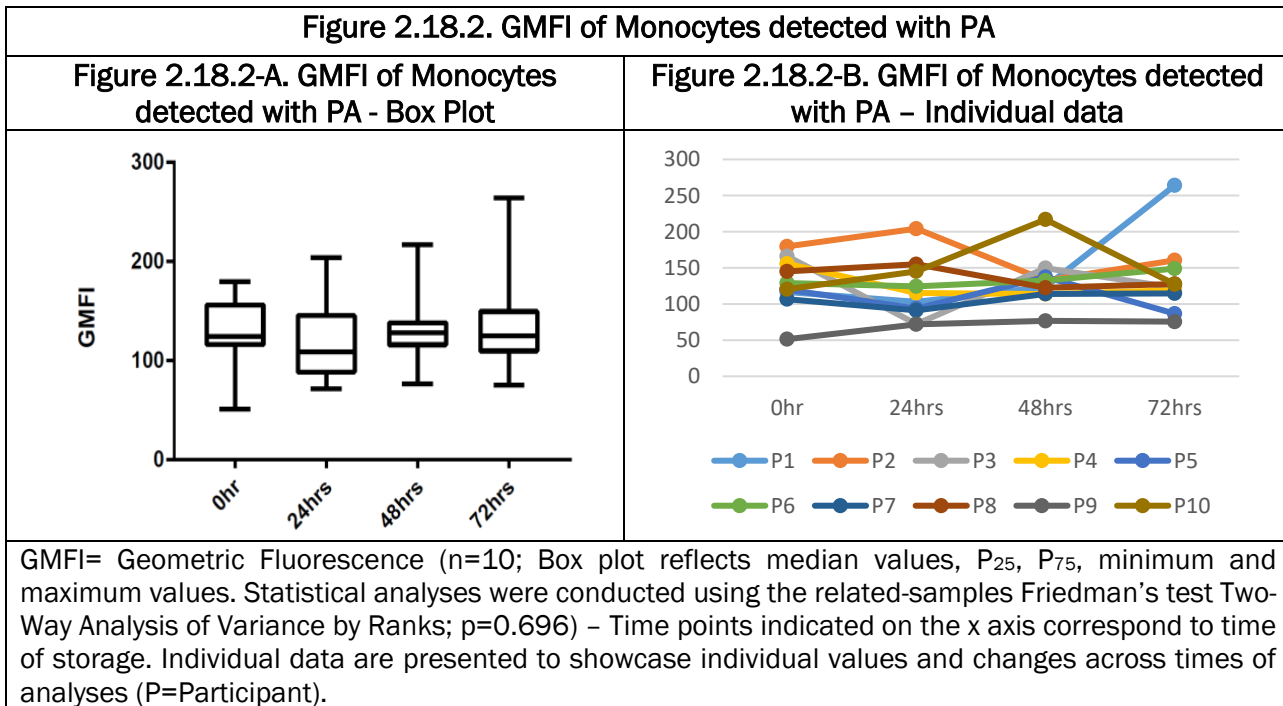 Figure 2.18.2. GMFI of Monocytes detected with PA
Figure 2.18.2-A. GMFI of Monocytes
detected with PA - Box Plot
Figure 2.18.2-B. GMFI of Monocytes detected
with PA – Individual data
300
200
100
0
GMFI
0hr
24hrs
48hrs
72hrs
300
250
200
150
100
50
0
0hr 24hrs 48hrs 72hrs
P1 P2 P3 P4 P5
P6 P7 P8 P9 P10
GMFI= Geometric Fluorescence (n=10; Box plot reflects median values, P25, P75, minimum and
maximum values. Statistical analyses were conducted using the related-samples Friedman’s test Two-
Way Analysis of Variance by Ranks; p=0.696) – Time points indicated on the x axis correspond to time
of storage. Individual data are presented to showcase individual values and changes across times of
analyses (P=Participant).